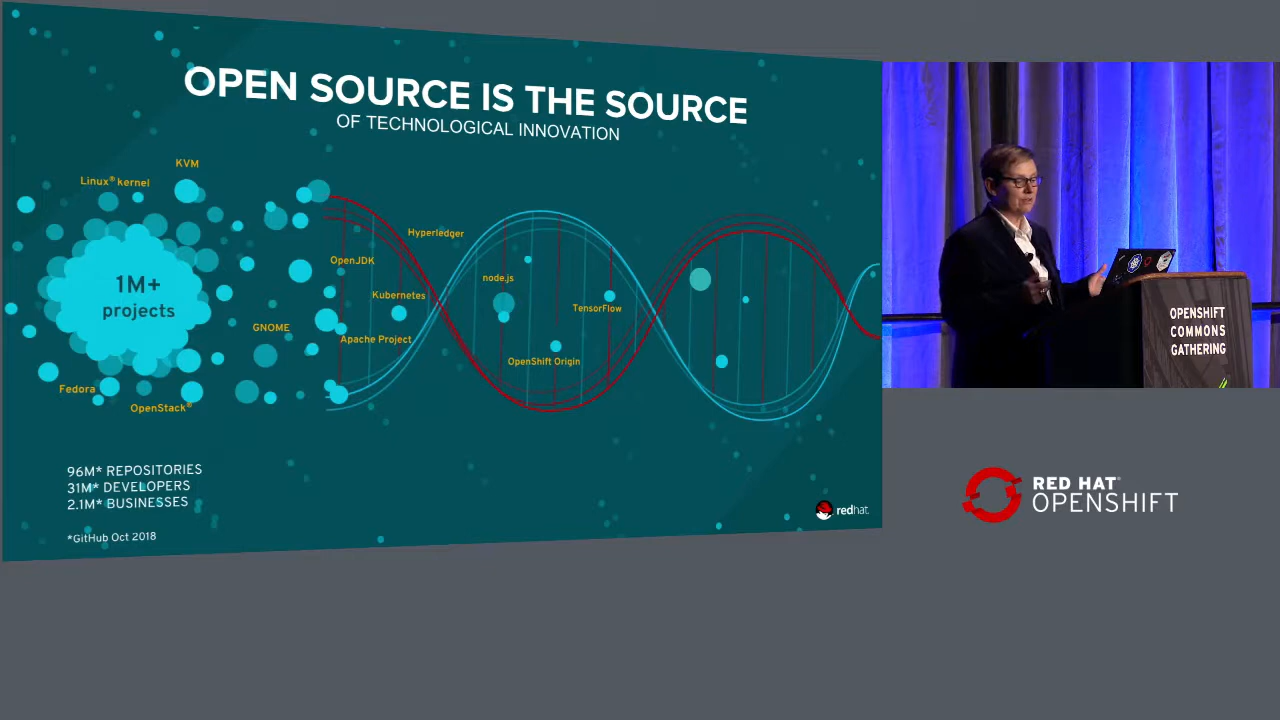 OPEN SOURCE IS THE SOURCE
OF TECHNOLOGICAL INNOVATION
KVM
Linux® kernel
Hyperledger
OpenJDK
node.js
1M+
projects
Kubernetes
TensorFlow
GNOME
Apache Project
OpenShift Origin
Fedora
OpenStack®
96M* REPOSITORIES
31M* DEVELOPERS
2.1M* BUSINESSES
*GitHub Oct 2018
redhat.
OPENSHIFT
COMMONS
GATHERING
RED HAT®
OPENSHIFT